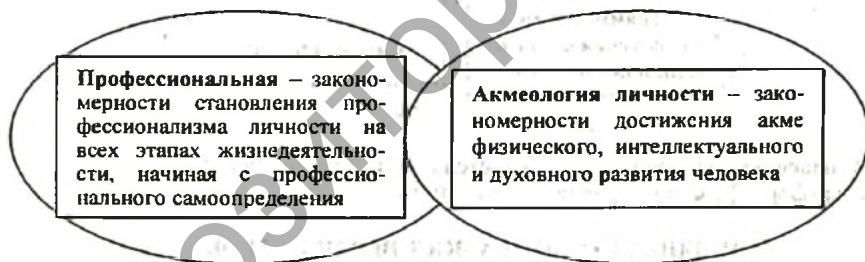 Профессиональная – законо-
мерности становления про-
фессионализма личности на
всех этапах жизнедеятельно-
сти, начиная с профессио-
нального самоопределения
Акмеология личности – зако-
номерности достижения акме
физического, интеллектуального
и духовного развития человека